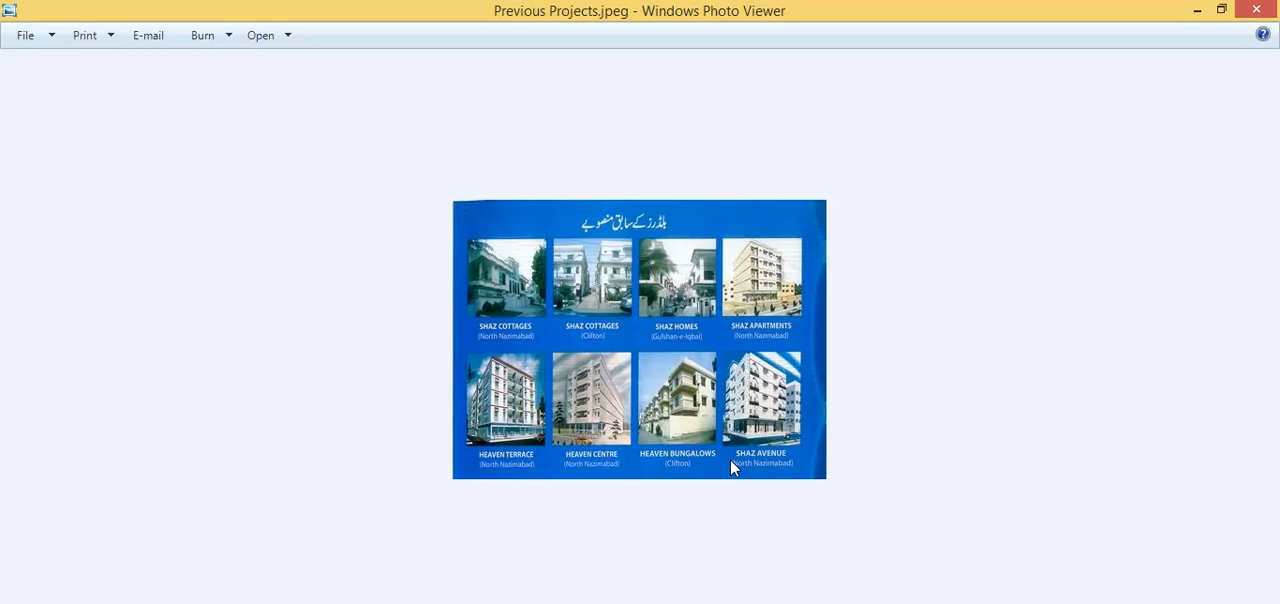 Previous Projects.jpeg - Windows Photo Viewer
File Print E-mail Burn Open
بلڈرز کے سابق منصوبے
SHAZ COTTAGES
(North Nazimabad)
SHAZ COTTAGES
(Clifton)
SHAZ HOMES
(Gulshan-e-Iqbal)
SHAZ APARTMENTS
(North Nazimabad)
HEAVEN TERRACE
(North Nazimabad)
HEAVEN CENTRE
(North Nazimabad)
HEAVEN BUNGALOWS
(Clifton)
SHAZ AVENUE
(North Nazimabad)